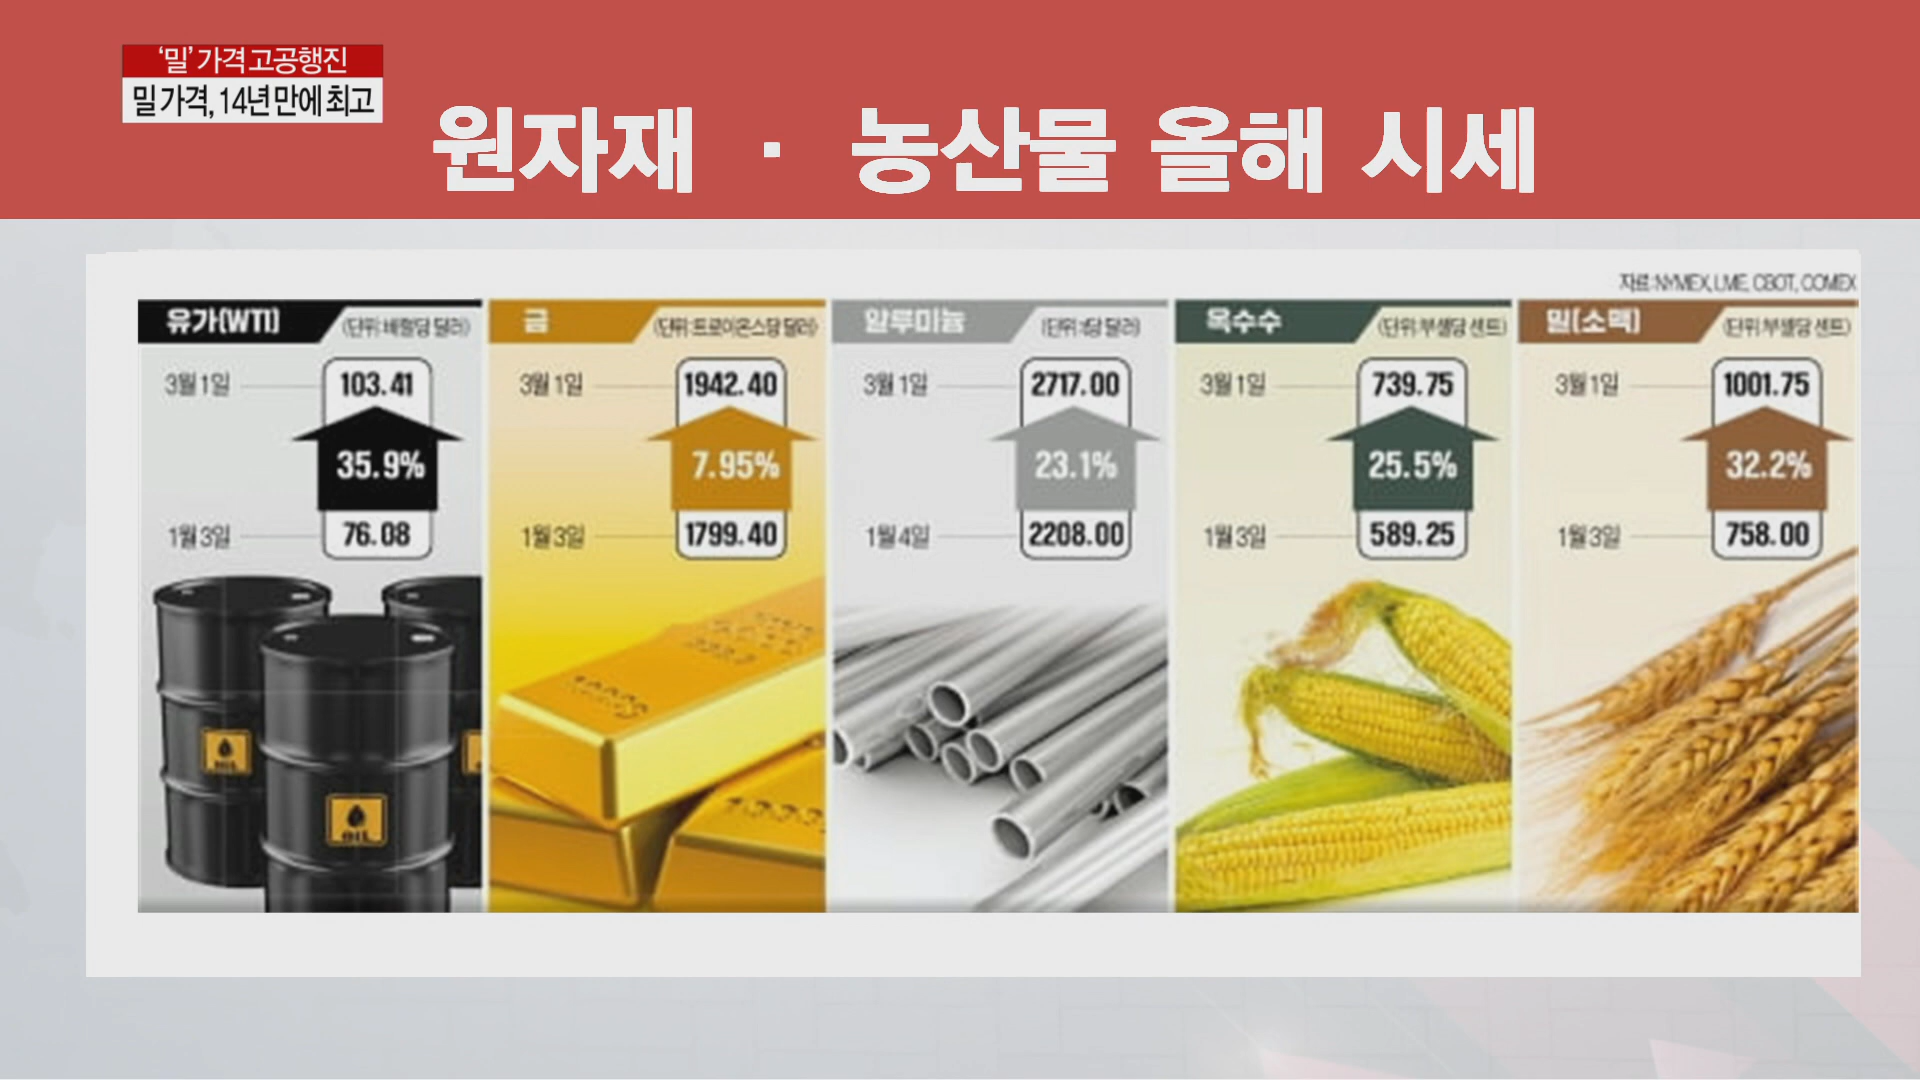 ‘밀’ 가격 고공행진
밀 가격, 14년 만에 최고
원자재 · 농산물 올해 시세
자료:NYMEX, LME, CBOT, COMEX
유가(WTI)
(단위:배럴당 달러)
3월 1일
103.41
35.9%
1월 3일
76.08
OIL
OIL
금
(단위:트로이온스당 달러)
3월 1일
1942.40
7.95%
1월 3일
1799.40
알루미늄
(단위:t당 달러)
3월 1일
2717.00
23.1%
1월 4일
2208.00
옥수수
(단위:부셸당 센트)
3월 1일
739.75
25.5%
1월 3일
589.25
밀(소맥)
(단위:부셸당 센트)
3월 1일
1001.75
32.2%
1월 3일
758.00